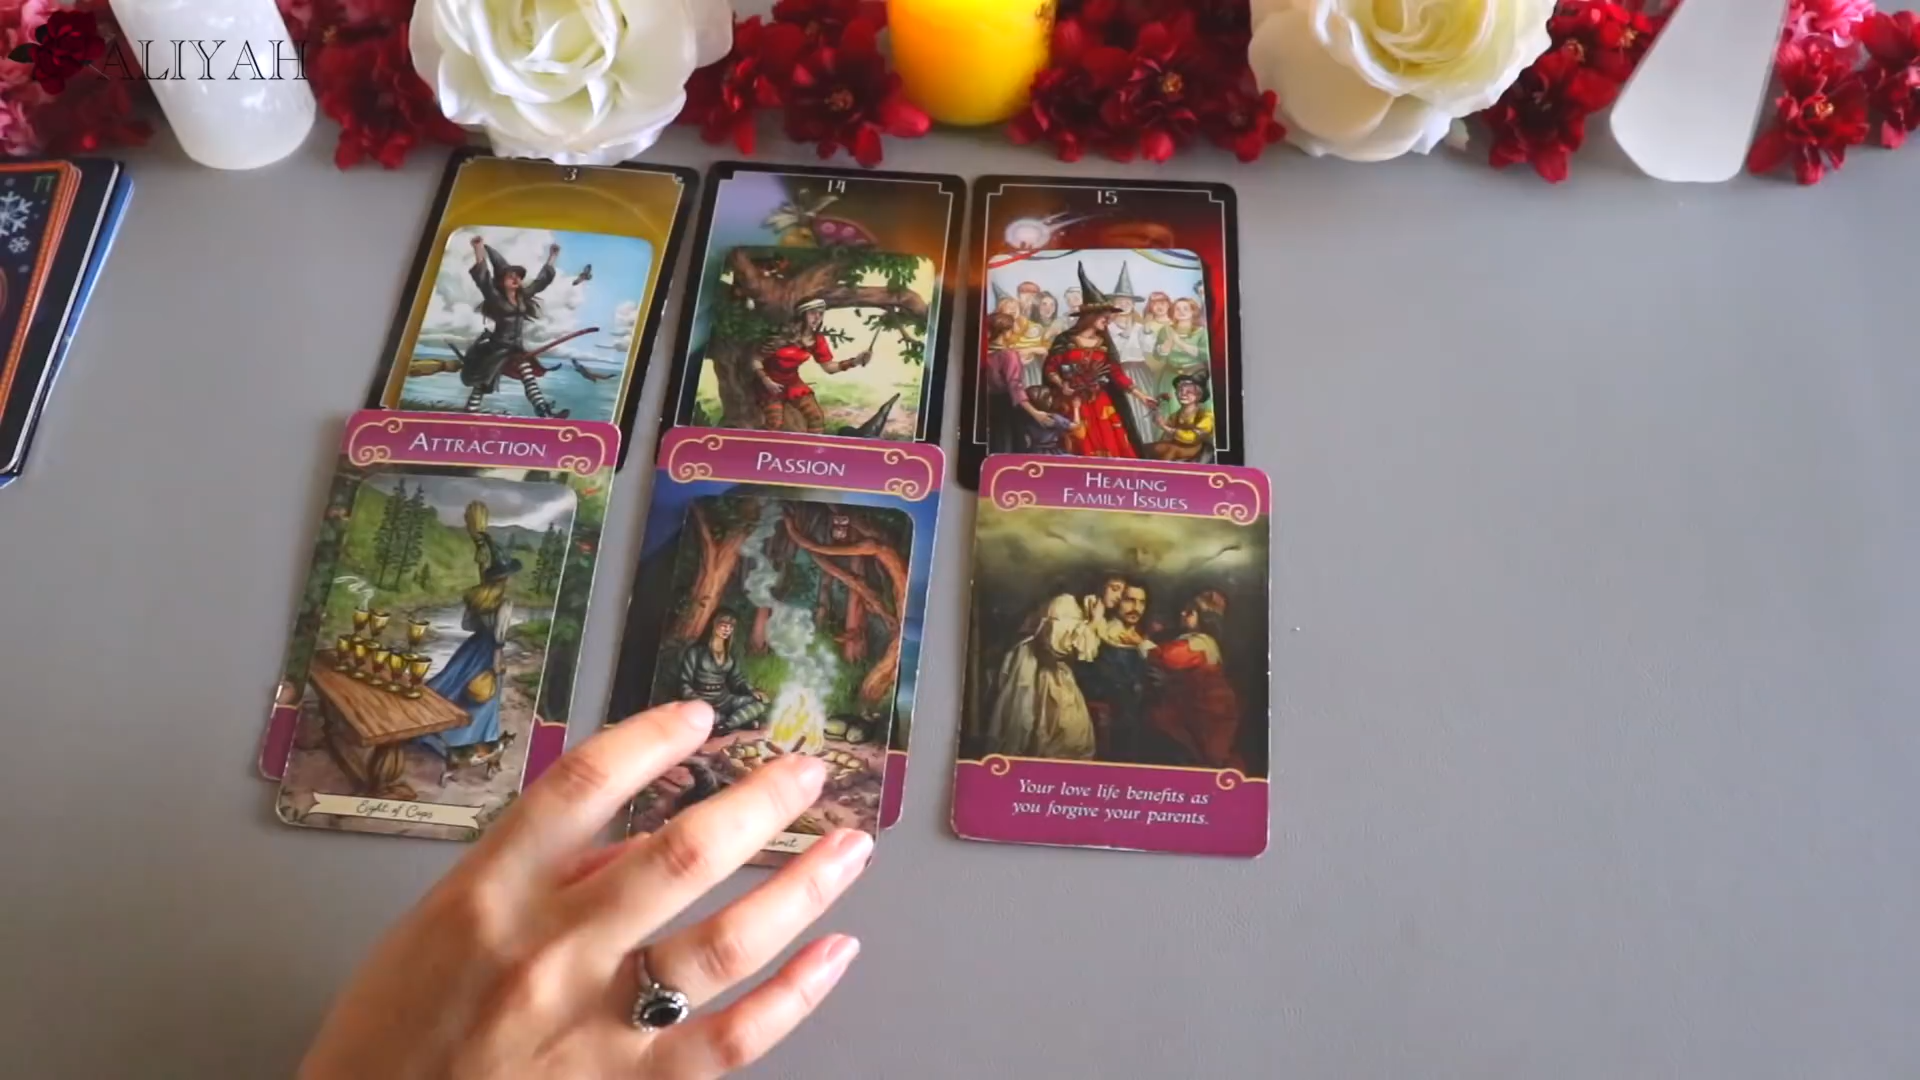 ALIYAH
3
14
15
ATTRACTION
PASSION
HEALING
FAMILY ISSUES
Your love life benefits as
you forgive your parents.
Eight of Cups